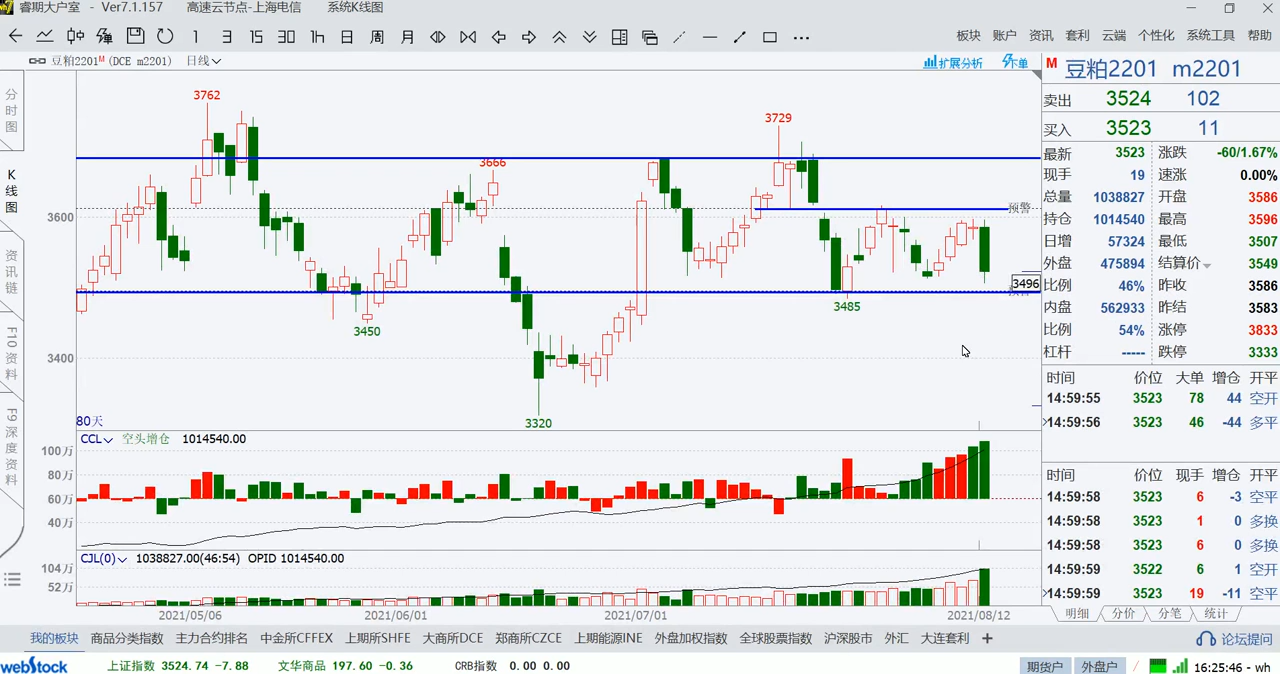 睿期大户室 - Ver7.1.157 高速云节点-上海电信 系统K线图
1 3 15 30 1h 日 周 月
板块 账户 资讯 套利 云端 个性化 系统工具 帮助
豆粕2201M (DCE m2201) 日线
扩展分析 下单
分时图
K线图
资讯链
F10资料
F9深度资料
3762
3729
3666
3600
预警
3496
3485
3450
3400
3320
80天
CCL 空头增仓 1014540.00
100万
80万
60万
40万
CJL(0) 1038827.00(46:54) OPID 1014540.00
104万
52万
2021/05/06 2021/06/01 2021/07/01 2021/08/12
M 豆粕2201 m2201
卖出 3524 102
买入 3523 11
最新 3523 涨跌 -60/1.67%
现手 19 速涨 0.00%
总量 1038827 开盘 3586
持仓 1014540 最高 3596
日增 57324 最低 3507
外盘 475894 结算价 3549
比例 46% 昨收 3586
内盘 562933 昨结 3583
比例 54% 涨停 3833
杠杆 ----- 跌停 3333
时间 价位 大单 增仓 开平
14:59:55 3523 78 44 空开
14:59:56 3523 46 -44 多平
时间 价位 现手 增仓 开平
14:59:58 3523 6 -3 空平
14:59:58 3523 1 0 多换
14:59:58 3523 6 0 多换
14:59:59 3522 6 1 空开
14:59:59 3523 19 -11 空平
明细 分价 分笔 统计
我的板块 商品分类指数 主力合约排名 中金所CFFEX 上期所SHFE 大商所DCE 郑商所CZCE 上期能源INE 外盘加权指数 全球股票指数 沪深股市 外汇 大连套利 + 论坛提问
webStock 上证指数 3524.74 -7.88 文华商品 197.60 -0.36 CRB指数 0.00 0.00 期货户 外盘户 16:25:46 - wh